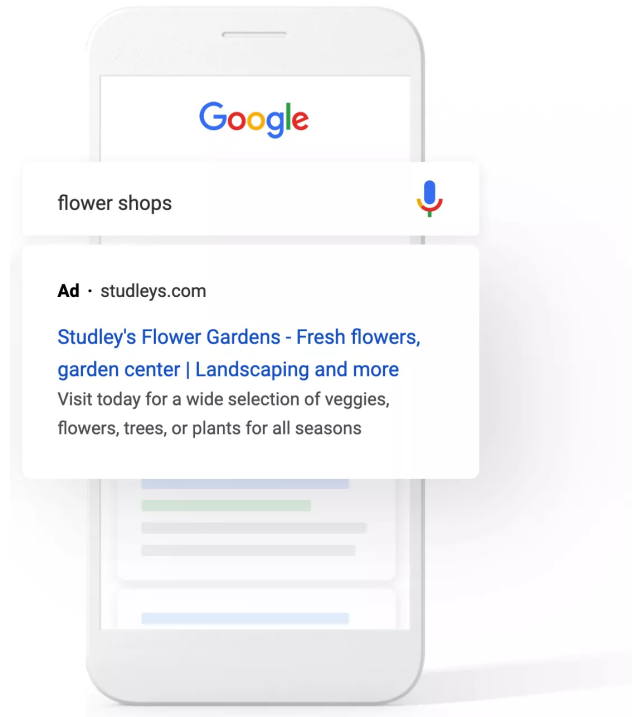 Google
flower shops
Ad · studleys.com
Studley's Flower Gardens - Fresh flowers,
garden center | Landscaping and more
Visit today for a wide selection of veggies,
flowers, trees, or plants for all seasons